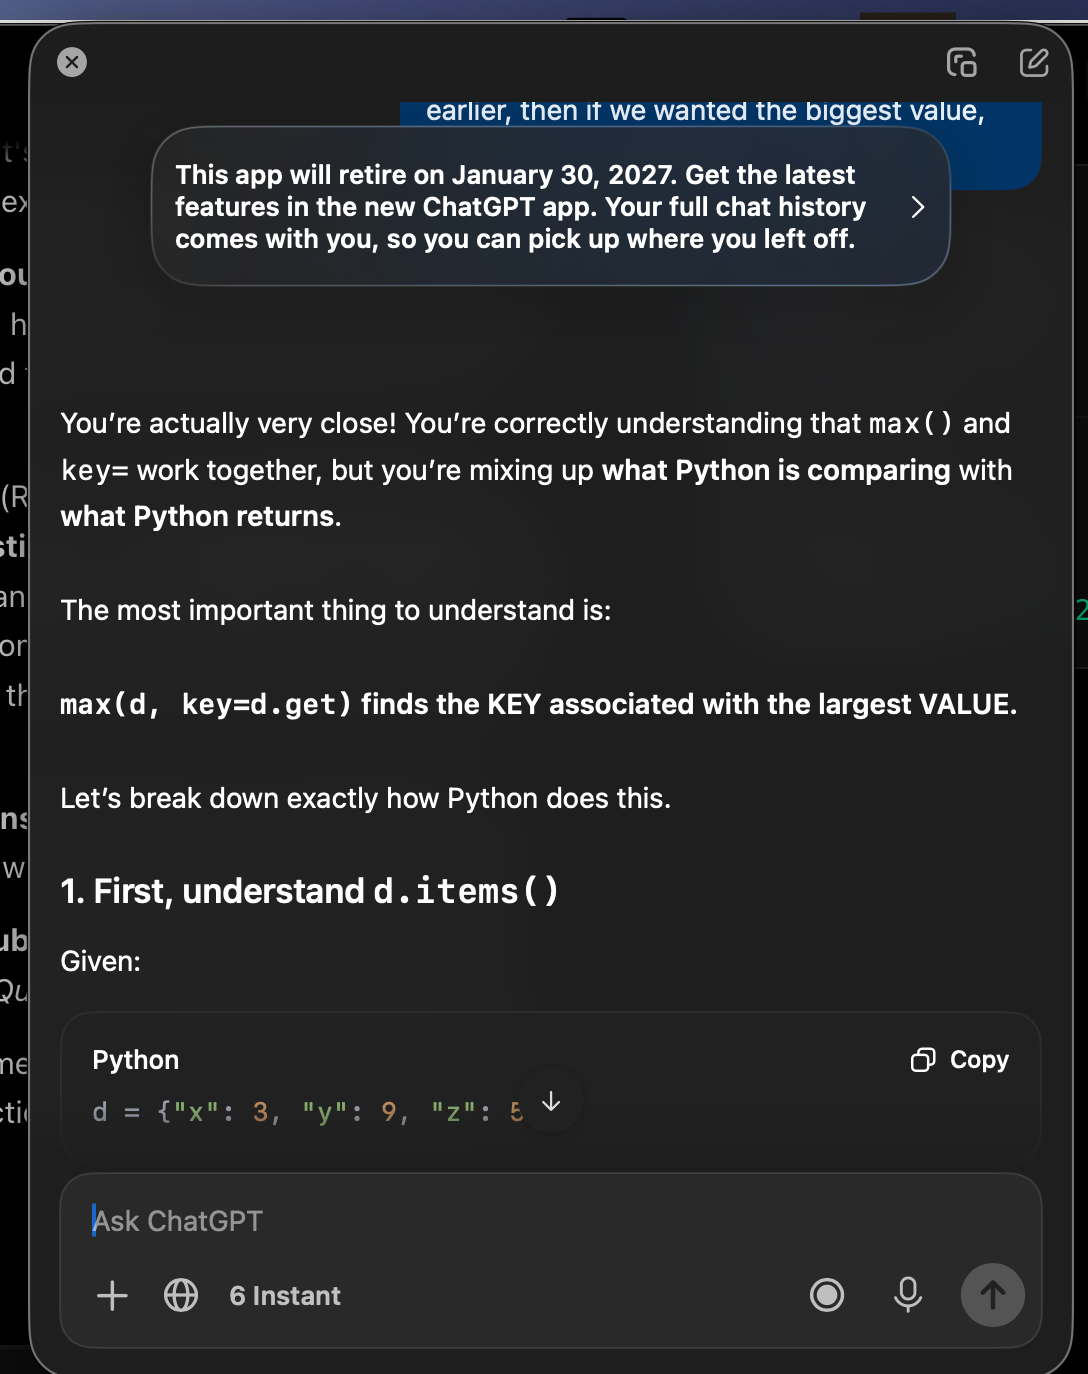 earlier, then if we wanted the biggest value,
This app will retire on January 30, 2027. Get the latest
features in the new ChatGPT app. Your full chat history
comes with you, so you can pick up where you left off.
You’re actually very close! You’re correctly understanding that max() and
key= work together, but you’re mixing up what Python is comparing with
what Python returns.
The most important thing to understand is:
max(d, key=d.get) finds the KEY associated with the largest VALUE.
Let’s break down exactly how Python does this.
1. First, understand d.items()
Given:
Python
Copy
d = {"x": 3, "y": 9, "z": 5
Ask ChatGPT
6 Instant